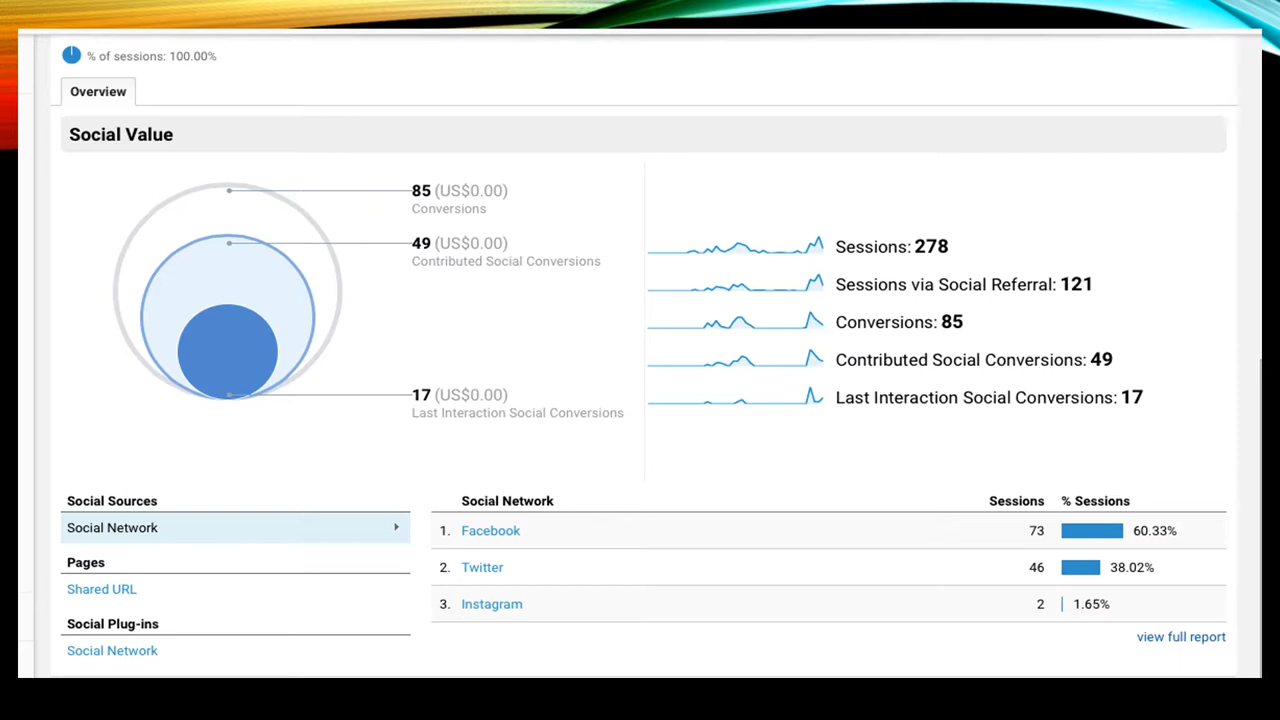 % of sessions: 100.00%
Overview
Social Value
85 (US$0.00)
Conversions
49 (US$0.00)
Contributed Social Conversions
17 (US$0.00)
Last Interaction Social Conversions
Sessions: 278
Sessions via Social Referral: 121
Conversions: 85
Contributed Social Conversions: 49
Last Interaction Social Conversions: 17
Social Sources
Social Network
Pages
Shared URL
Social Plug-ins
Social Network
Social Network Sessions % Sessions
1. Facebook 73 60.33%
2. Twitter 46 38.02%
3. Instagram 2 1.65%
view full report